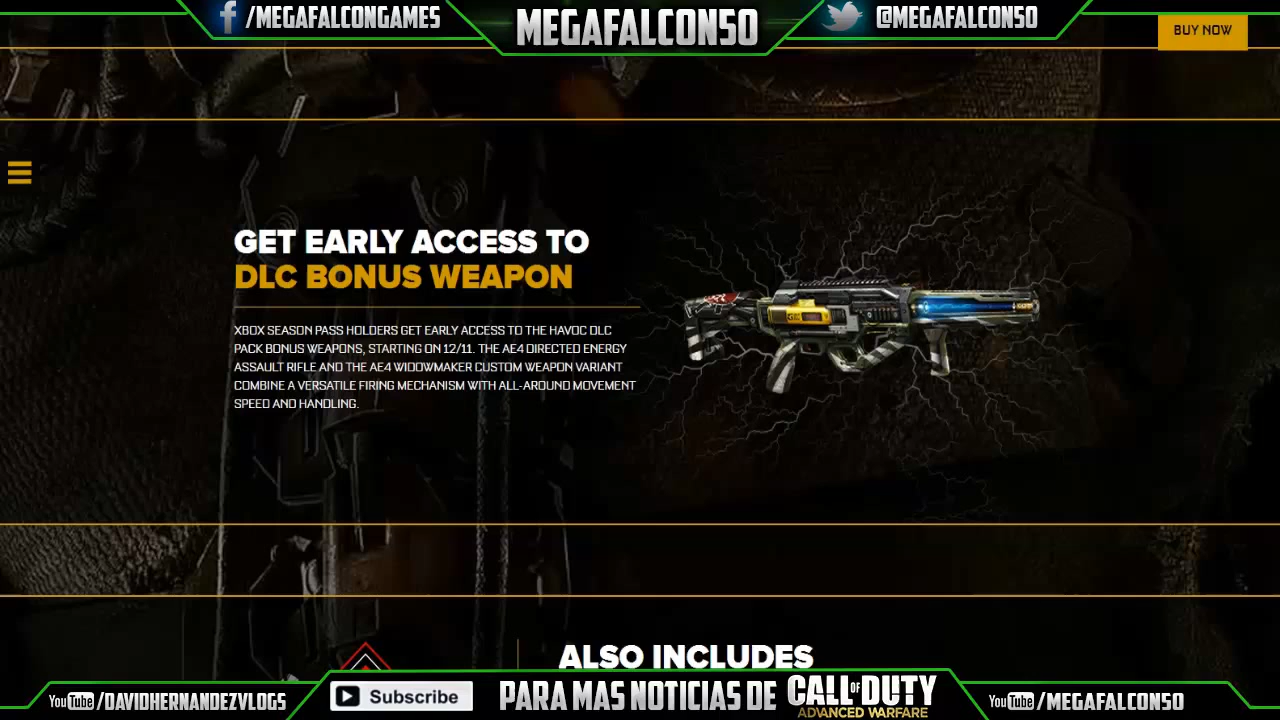 /MEGAFALCONGAMES
MEGAFALCON50
@MEGAFALCON50
BUY NOW
GET EARLY ACCESS TO
DLC BONUS WEAPON
XBOX SEASON PASS HOLDERS GET EARLY ACCESS TO THE HAVOC DLC
PACK BONUS WEAPONS, STARTING ON 12/11. THE AE4 DIRECTED ENERGY
ASSAULT RIFLE AND THE AE4 WIDOWMAKER CUSTOM WEAPON VARIANT
COMBINE A VERSATILE FIRING MECHANISM WITH ALL-AROUND MOVEMENT
SPEED AND HANDLING.
ALSO INCLUDES
YouTube /DAVIDHERNANDEZVLOGS
Subscribe
PARA MAS NOTICIAS DE
CALL OF DUTY
ADVANCED WARFARE
YouTube /MEGAFALCON50